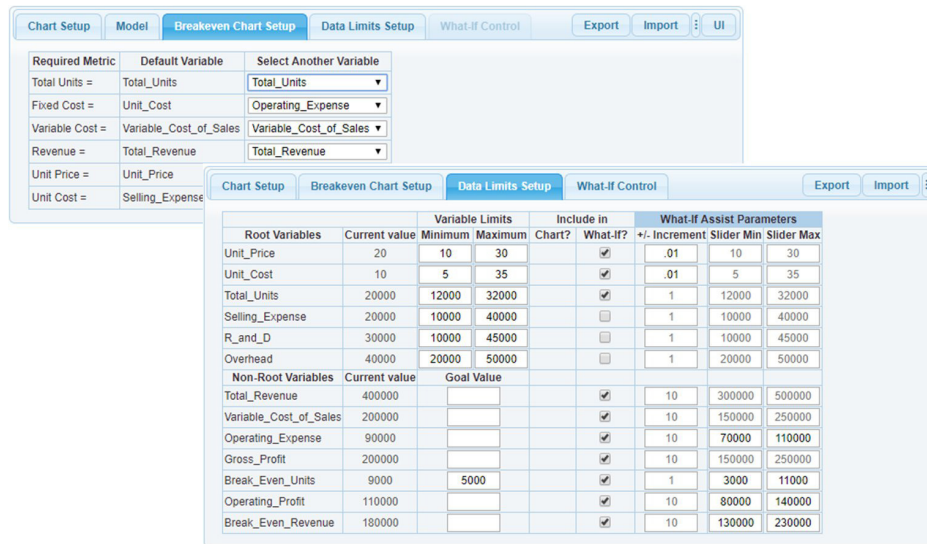 Chart Setup Model Breakeven Chart Setup Data Limits Setup What-If Control Export Import UI
Required Metric Default Variable Select Another Variable
Total Units = Total_Units Total_Units
Fixed Cost = Unit_Cost Operating_Expense
Variable Cost = Variable_Cost_of_Sales Variable_Cost_of_Sales
Revenue = Total_Revenue Total_Revenue
Unit Price = Unit_Price
Unit Cost = Selling_Expense
Chart Setup Breakeven Chart Setup Data Limits Setup What-If Control Export Import
Variable Limits Include in What-If Assist Parameters
Root Variables Current value Minimum Maximum Chart? What-If? +/- Increment Slider Min Slider Max
Unit_Price 20 10 30 .01 10 30
Unit_Cost 10 5 35 .01 5 35
Total_Units 20000 12000 32000 1 12000 32000
Selling_Expense 20000 10000 40000 1 10000 40000
R_and_D 30000 10000 45000 1 10000 45000
Overhead 40000 20000 50000 1 20000 50000
Non-Root Variables Current value Goal Value
Total_Revenue 400000 10 300000 500000
Variable_Cost_of_Sales 200000 10 150000 250000
Operating_Expense 90000 10 70000 110000
Gross_Profit 200000 10 150000 250000
Break_Even_Units 9000 5000 1 3000 11000
Operating_Profit 110000 10 80000 140000
Break_Even_Revenue 180000 10 130000 230000